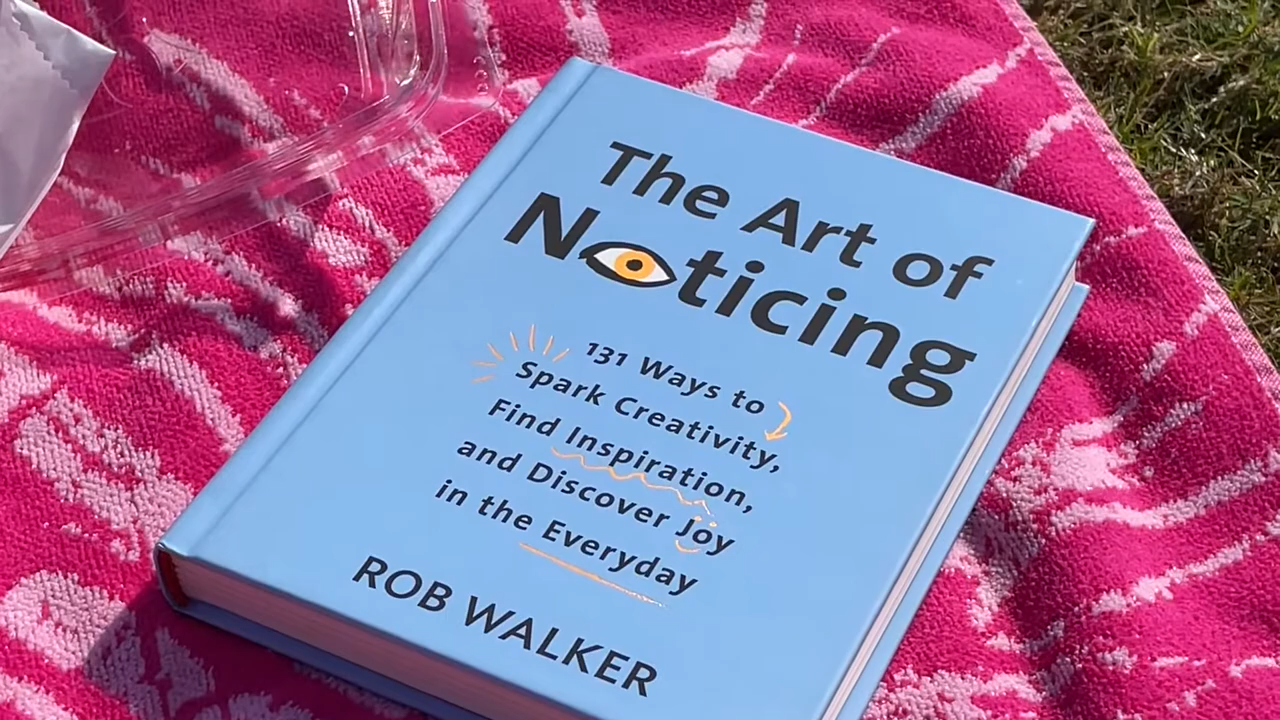 The Art of
Noticing
131 Ways to
Spark Creativity,
Find Inspiration,
and Discover Joy
in the Everyday
ROB WALKER